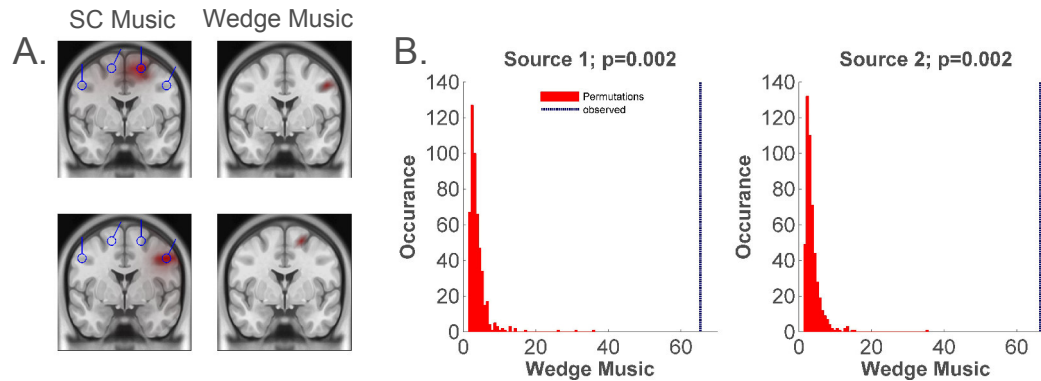 SC Music Wedge Music
A.
B.
Source 1; p=0.002
140
120
100
80
60
40
20
0
Occurance
Permutations
observed
0 20 40 60
Wedge Music
Source 2; p=0.002
140
120
100
80
60
40
20
0
Occurance
0 20 40 60
Wedge Music